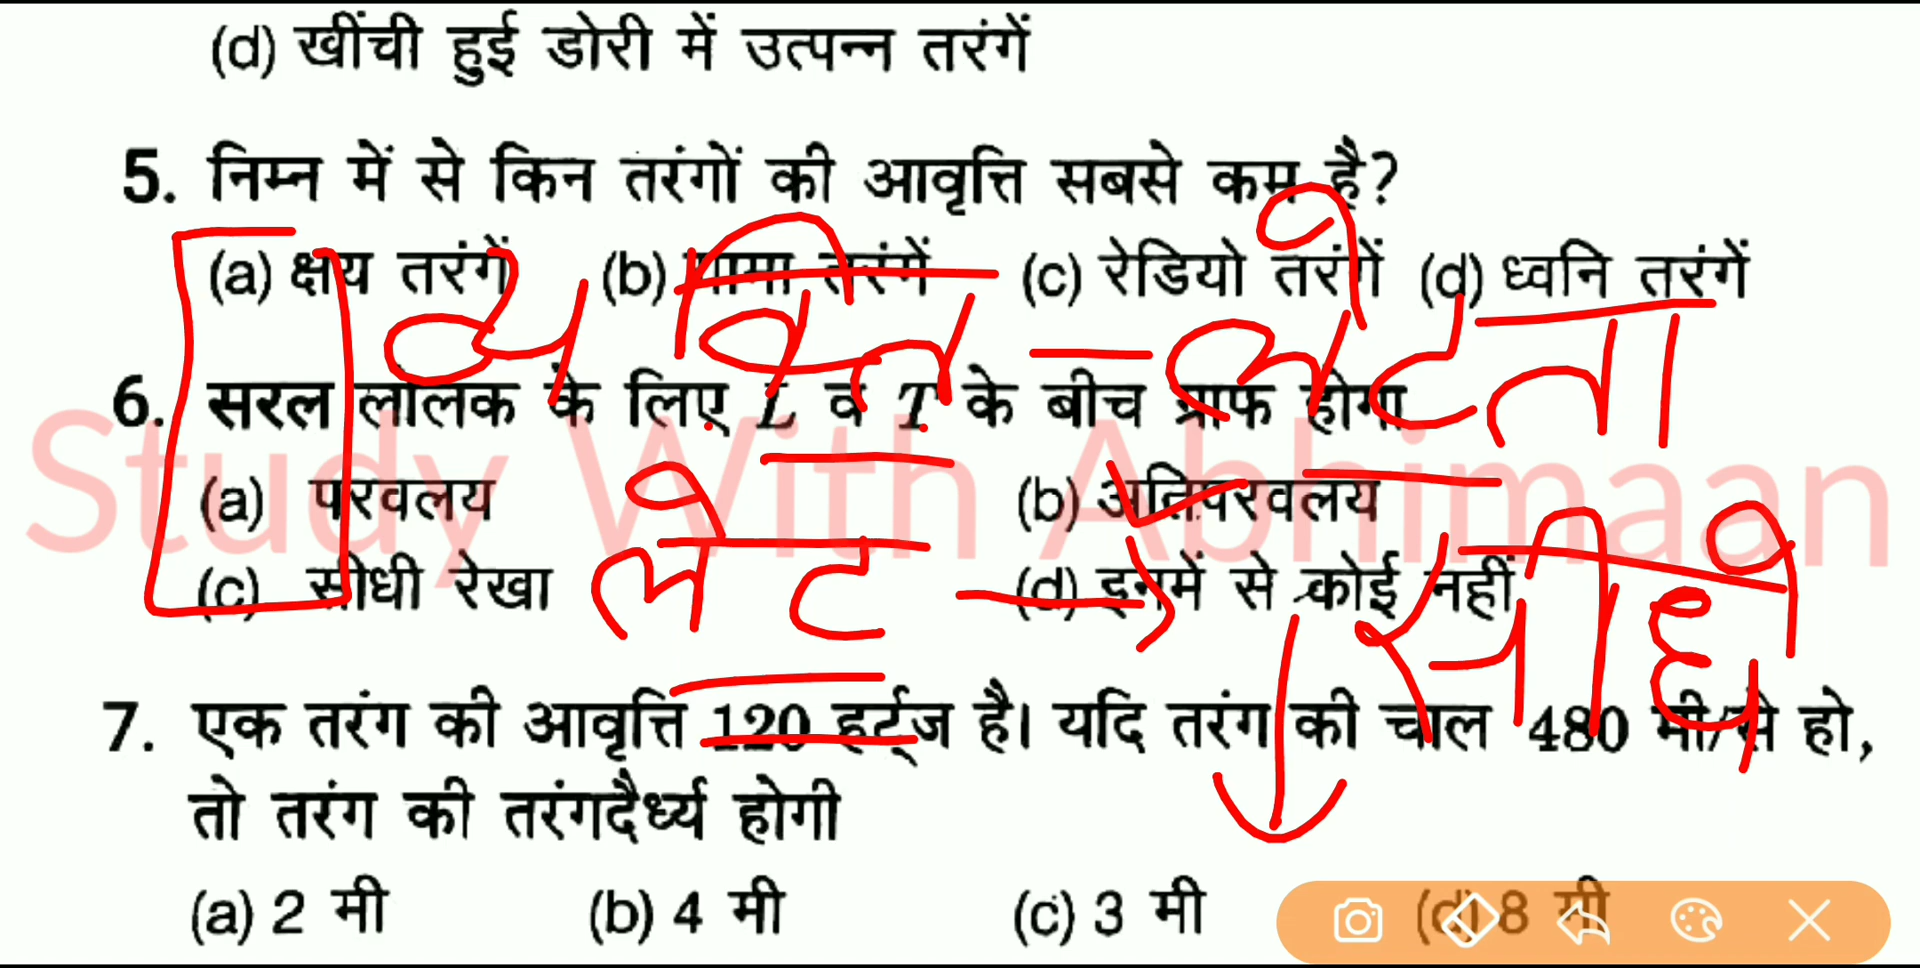 (d) खींची हुई डोरी में उत्पन्न तरंगें
5. निम्न में से किन तरंगों की आवृत्ति सबसे कम है?
(a) क्षय तरंगें (b) गामा तरंगें (c) रेडियो तरंगें (d) ध्वनि तरंगें
व्यक्ति - लेटता
6. सरल लोलक के लिए L व T के बीच ग्राफ होगा
Study With Abhimaan
(a) परवलय (b) अतिपरवलय
(c) सीधी रेखा (d) इनमें से कोई नहीं
लेट सीढ़ी
7. एक तरंग की आवृत्ति 120 हर्ट्ज है। यदि तरंग की चाल 480 मी/से हो,
तो तरंग की तरंगदैर्ध्य होगी
(a) 2 मी (b) 4 मी (c) 3 मी (d) 8 मी